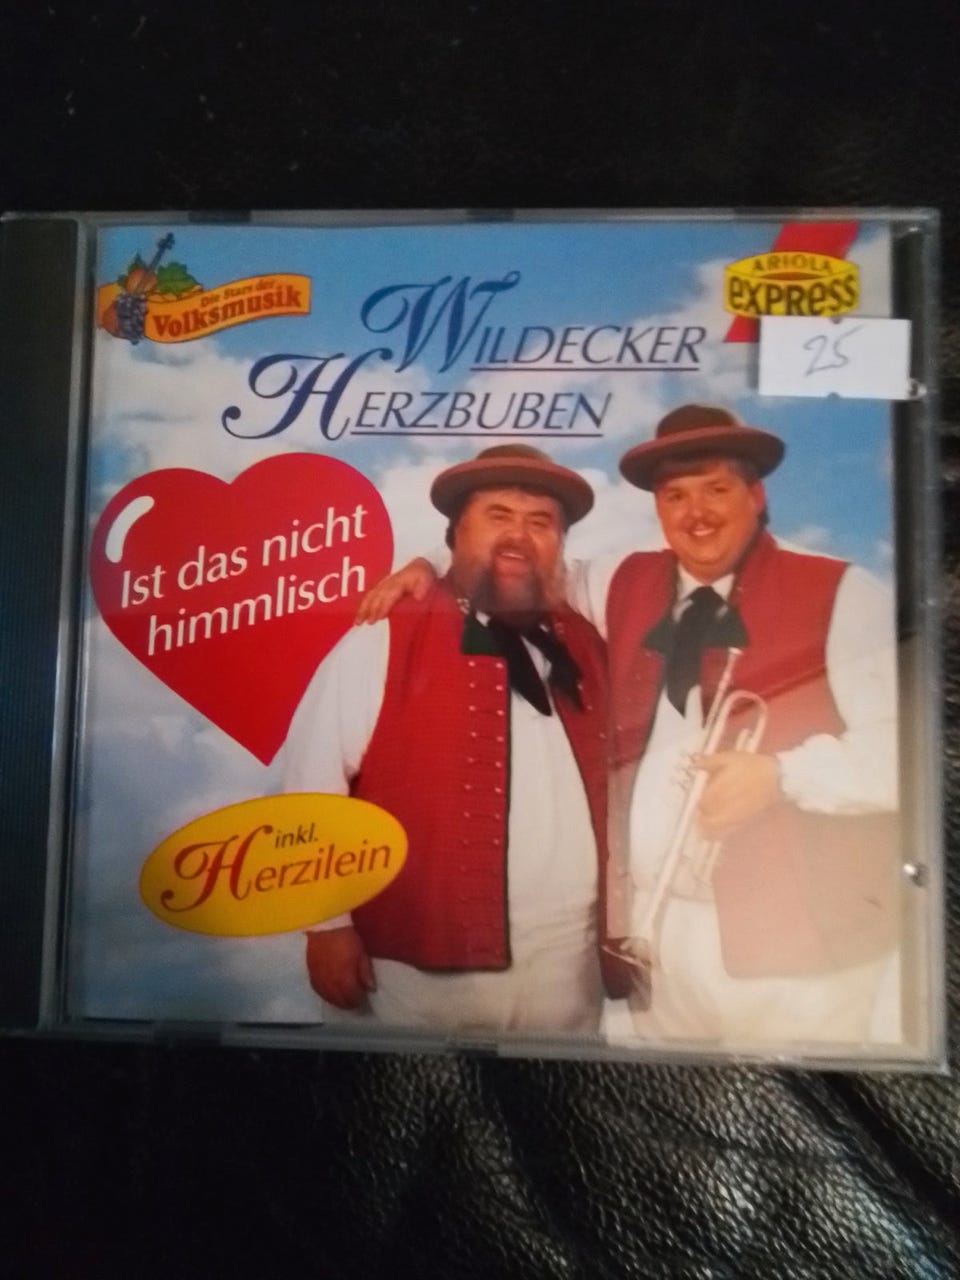 Die Stars der
Volksmusik
ARIOLA
EXPRESS
25
WILDECKER
HERZBUBEN
Ist das nicht
himmlisch
inkl.
Herzilein